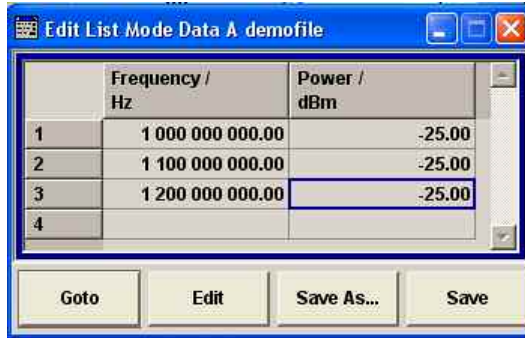 Edit List Mode Data A demofile
Frequency / Hz
Power / dBm
1 1 000 000 000.00 -25.00
2 1 100 000 000.00 -25.00
3 1 200 000 000.00 -25.00
4
Goto Edit Save As... Save